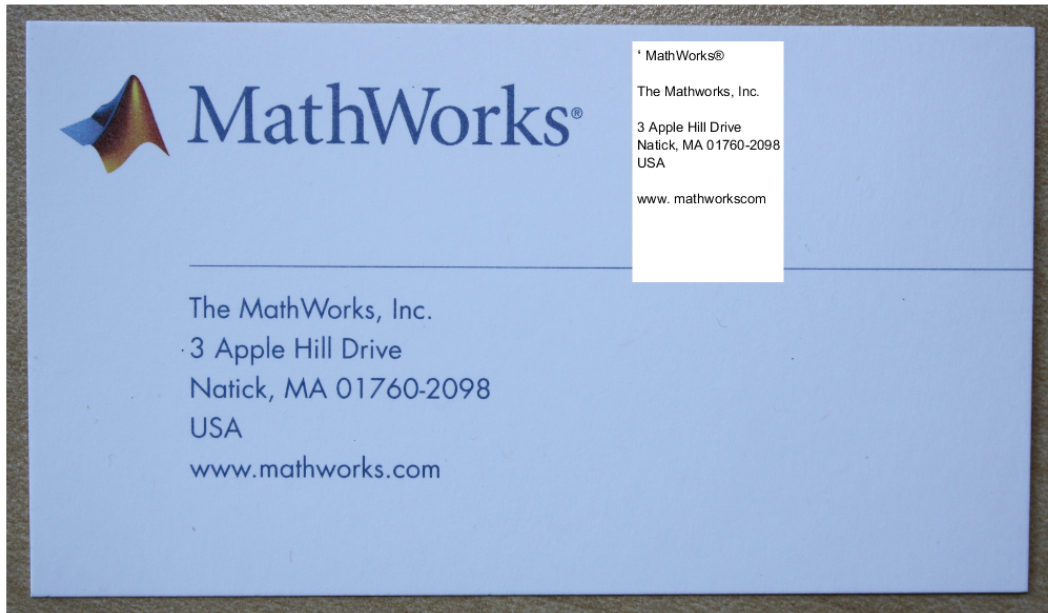 MathWorks®
‘ MathWorks®
The Mathworks, Inc.
3 Apple Hill Drive
Natick, MA 01760-2098
USA
www. mathworkscom
The MathWorks, Inc.
3 Apple Hill Drive
Natick, MA 01760-2098
USA
www.mathworks.com